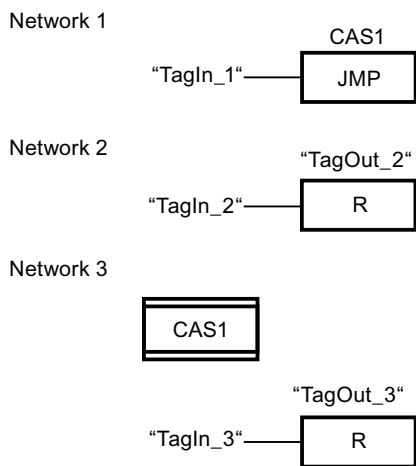 Network 1
CAS1
“TagIn_1“
JMP
Network 2
“TagOut_2“
“TagIn_2“
R
Network 3
CAS1
“TagOut_3“
“TagIn_3“
R